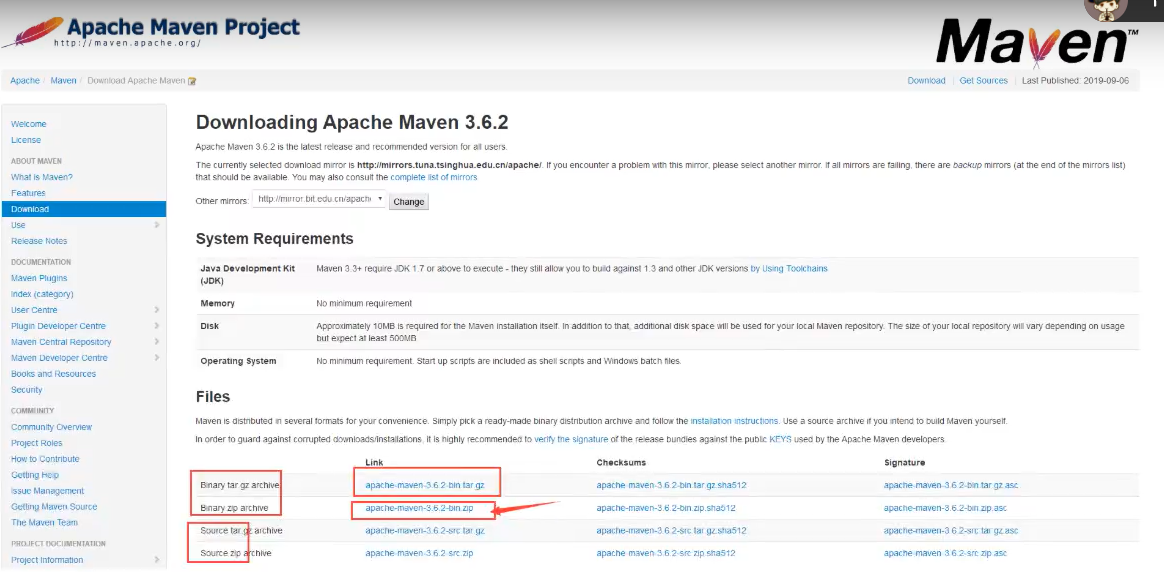 Apache Maven Project
http://maven.apache.org/
Maven™
Apache / Maven / Download Apache Maven
Download | Get Sources | Last Published: 2019-09-06
Welcome
License
ABOUT MAVEN
What is Maven?
Features
Download
Use
Release Notes
DOCUMENTATION
Maven Plugins
Index (category)
User Centre
Plugin Developer Centre
Maven Central Repository
Maven Developer Centre
Books and Resources
Security
COMMUNITY
Community Overview
Project Roles
How to Contribute
Getting Help
Issue Management
Getting Maven Source
The Maven Team
PROJECT DOCUMENTATION
Project Information
Downloading Apache Maven 3.6.2
Apache Maven 3.6.2 is the latest release and recommended version for all users.
The currently selected download mirror is http://mirrors.tuna.tsinghua.edu.cn/apache/. If you encounter a problem with this mirror, please select another mirror. If all mirrors are failing, there are backup mirrors (at the end of the mirrors list)
that should be available. You may also consult the complete list of mirrors
Other mirrors: http://mirror.bit.edu.cn/apach Change
System Requirements
Java Development Kit Maven 3.3+ require JDK 1.7 or above to execute - they still allow you to build against 1.3 and other JDK versions by Using Toolchains
(JDK)
Memory No minimum requirement
Disk Approximately 10MB is required for the Maven installation itself. In addition to that, additional disk space will be used for your local Maven repository. The size of your local repository will vary depending on usage
but expect at least 500MB
Operating System No minimum requirement. Start up scripts are included as shell scripts and Windows batch files.
Files
Maven is distributed in several formats for your convenience. Simply pick a ready-made binary distribution archive and follow the installation instructions. Use a source archive if you intend to build Maven yourself.
In order to guard against corrupted downloads/installations, it is highly recommended to verify the signature of the release bundles against the public KEYS used by the Apache Maven developers.
Link Checksums Signature
Binary tar.gz archive apache-maven-3.6.2-bin.tar.gz apache-maven-3.6.2-bin.tar.gz.sha512 apache-maven-3.6.2-bin.tar.gz.asc
Binary zip archive apache-maven-3.6.2-bin.zip apache-maven-3.6.2-bin.zip.sha512 apache-maven-3.6.2-bin.zip.asc
Source tar.gz archive apache-maven-3.6.2-src.tar.gz apache-maven-3.6.2-src.tar.gz.sha512 apache-maven-3.6.2-src.tar.gz.asc
Source zip archive apache-maven-3.6.2-src.zip apache-maven-3.6.2-src.zip.sha512 apache-maven-3.6.2-src.zip.asc